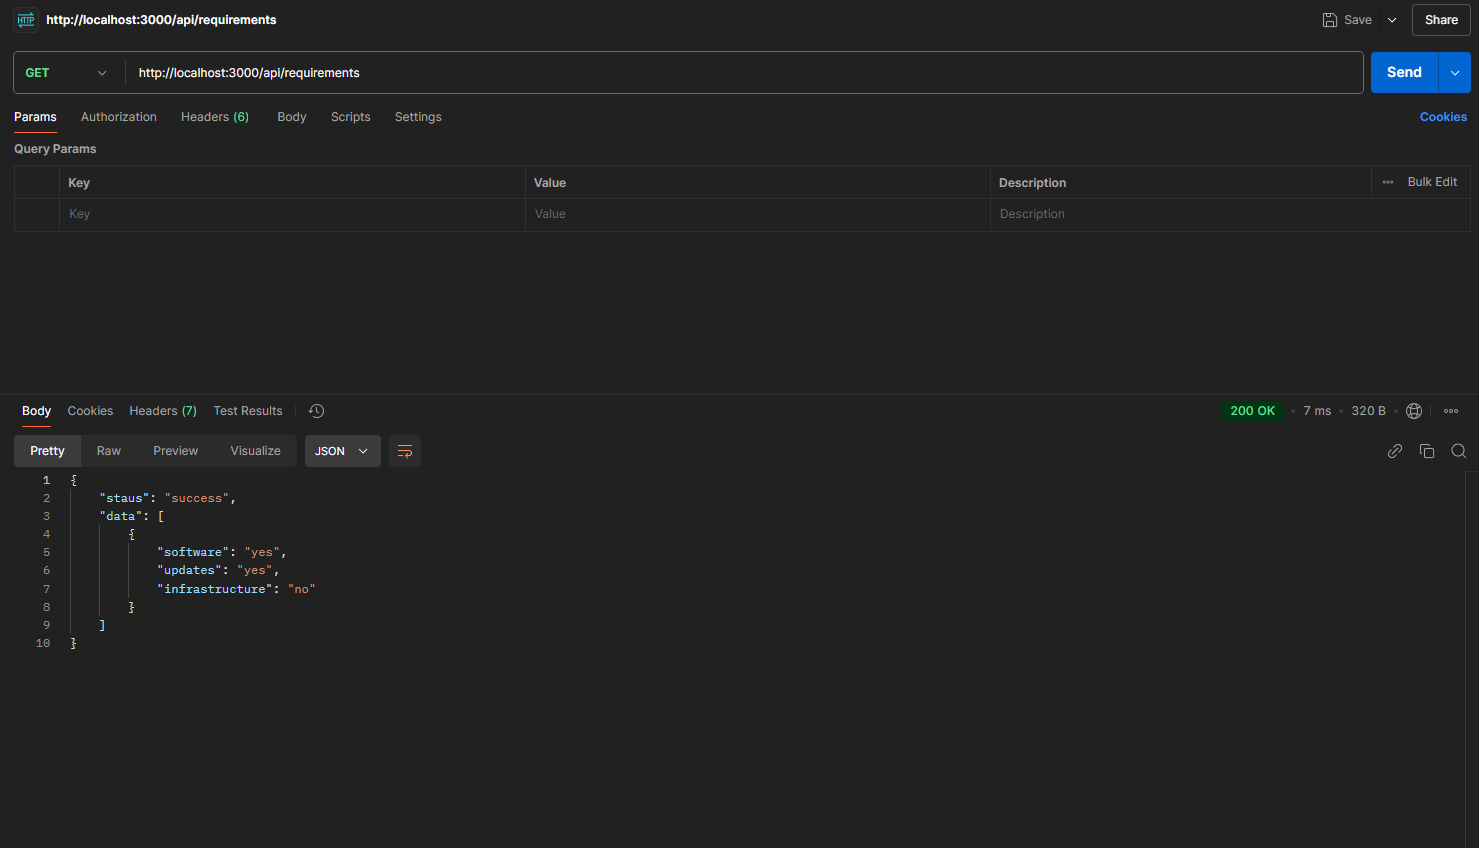 HTTP http://localhost:3000/api/requirements Save Share
GET http://localhost:3000/api/requirements Send
Params Authorization Headers (6) Body Scripts Settings Cookies
Query Params
Key Value Description Bulk Edit
Key Value Description
Body Cookies Headers (7) Test Results 200 OK 7 ms 320 B
Pretty Raw Preview Visualize JSON
1 {
2 "staus": "success",
3 "data": [
4 {
5 "software": "yes",
6 "updates": "yes",
7 "infrastructure": "no"
8 }
9 ]
10 }